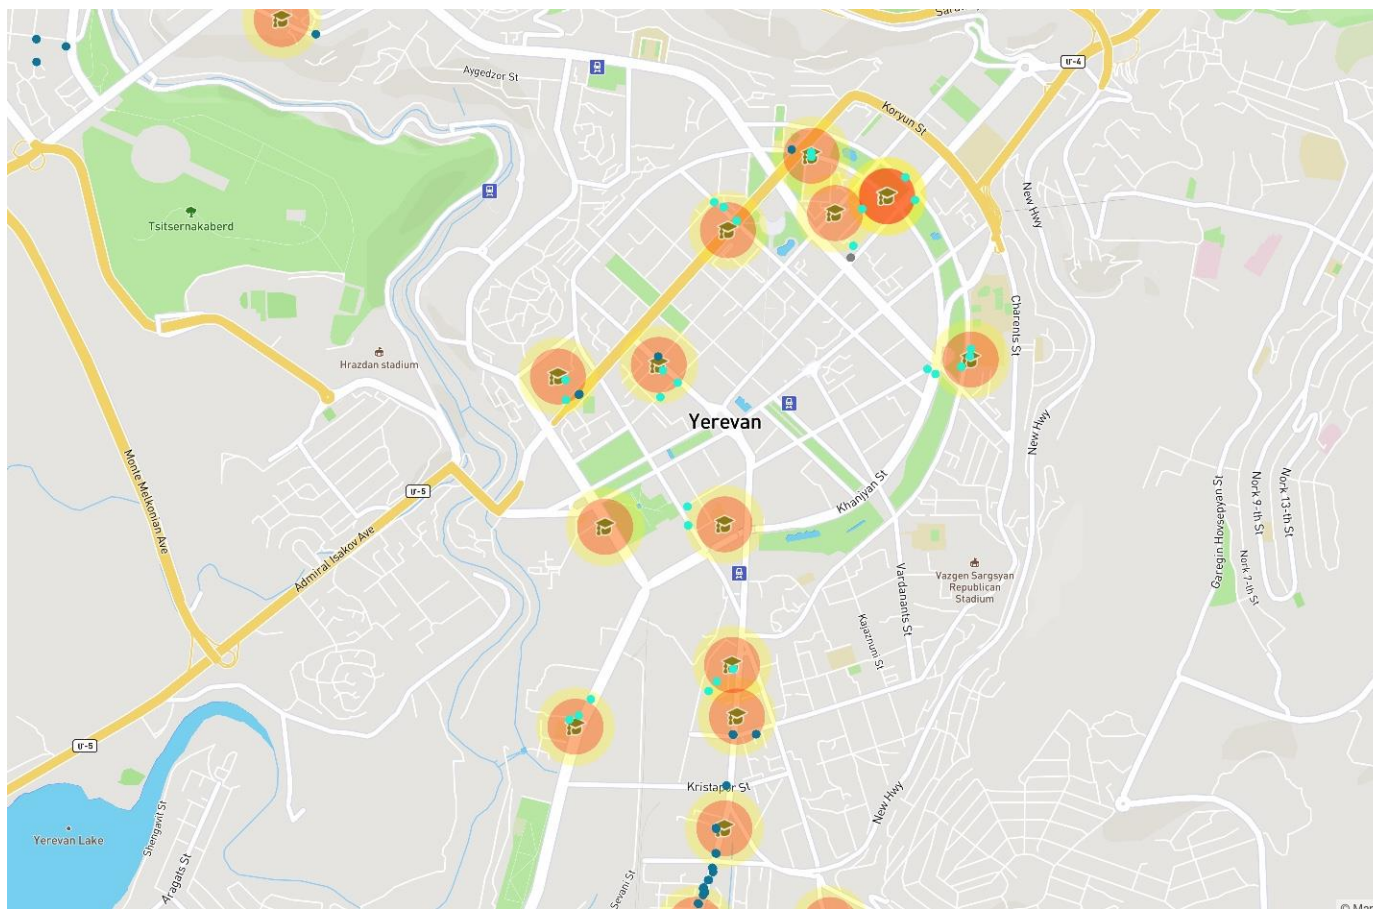 Aygedzor St
Koryun St
Մ-4
New Hwy
Tsitsernakaberd
Hrazdan stadium
Charents St
Yerevan
New Hwy
Monte Melkonian Ave
Մ-5
Admiral Isakov Ave
Khanjyan St
Garegin Hovsepyan St
Nork 9-th St
Nork 13-th St
Nork 7-th St
Vazgen Sargsyan
Republican
Stadium
Vardanants St
Kajaznuni St
Մ-5
Kristapor St
New Hwy
Yerevan Lake
Shengavit St
Aragats St
Sevani St